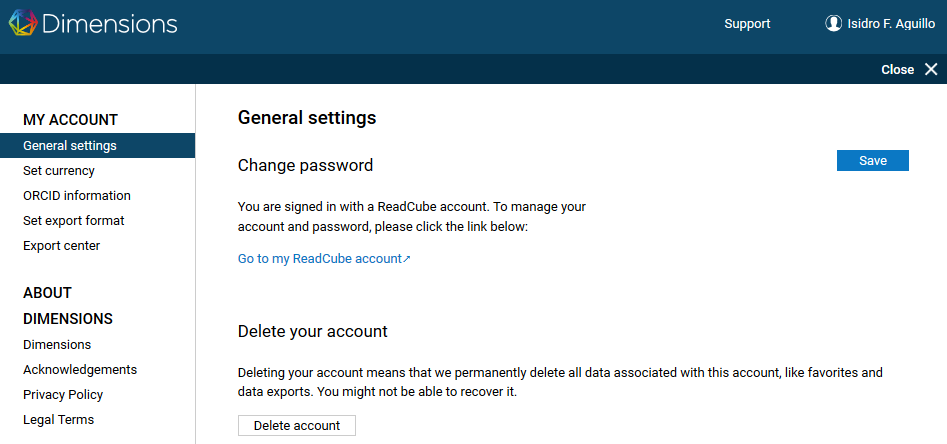 Dimensions
Support
Isidro F. Aguillo
Close
MY ACCOUNT
General settings
Set currency
ORCID information
Set export format
Export center
ABOUT
DIMENSIONS
Dimensions
Acknowledgements
Privacy Policy
Legal Terms
General settings
Change password
Save
You are signed in with a ReadCube account. To manage your
account and password, please click the link below:
Go to my ReadCube account↗
Delete your account
Deleting your account means that we permanently delete all data associated with this account, like favorites and
data exports. You might not be able to recover it.
Delete account